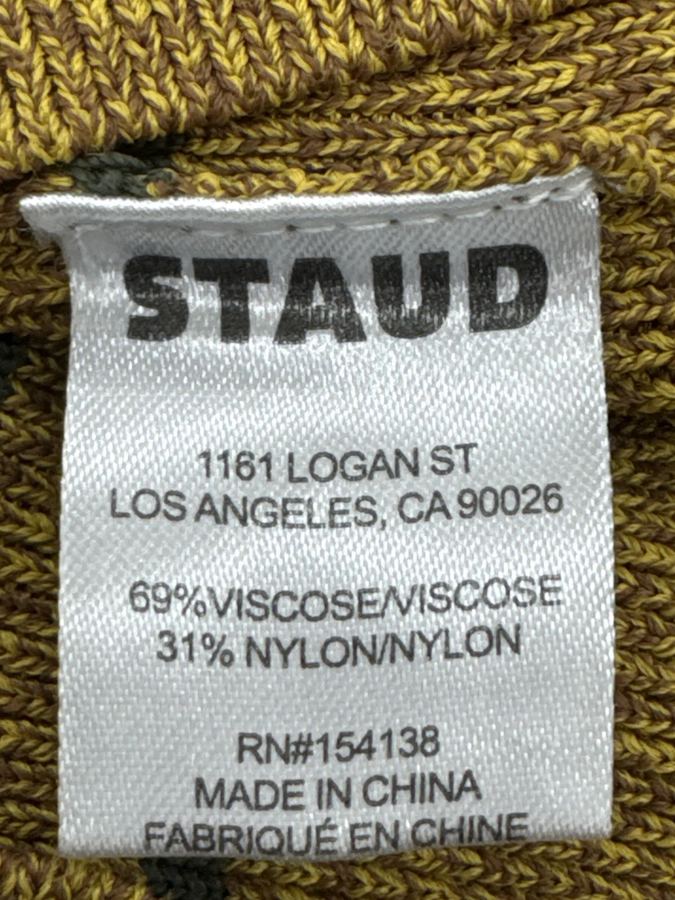 STAUD
1161 LOGAN ST
LOS ANGELES, CA 90026
69%VISCOSE/VISCOSE
31% NYLON/NYLON
RN#154138
MADE IN CHINA
FABRIQUÉ EN CHINE